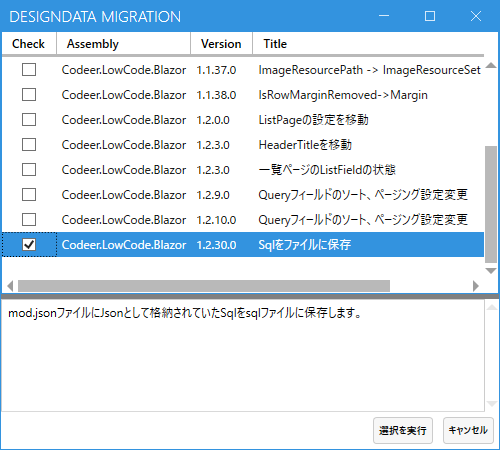 DESIGNDATA MIGRATION
Check Assembly Version Title
Codeer.LowCode.Blazor 1.1.37.0 ImageResourcePath -> ImageResourceSet
Codeer.LowCode.Blazor 1.1.38.0 IsRowMarginRemoved->Margin
Codeer.LowCode.Blazor 1.2.0.0 ListPageの設定を移動
Codeer.LowCode.Blazor 1.2.3.0 HeaderTitleを移動
Codeer.LowCode.Blazor 1.2.3.0 一覧ページのListFieldの状態
Codeer.LowCode.Blazor 1.2.9.0 Queryフィールドのソート、ページング設定変更
Codeer.LowCode.Blazor 1.2.10.0 Queryフィールドのソート、ページング設定変更
Codeer.LowCode.Blazor 1.2.30.0 Sqlをファイルに保存
mod.jsonファイルにJsonとして格納されていたSqlをsqlファイルに保存します。
選択を実行 キャンセル